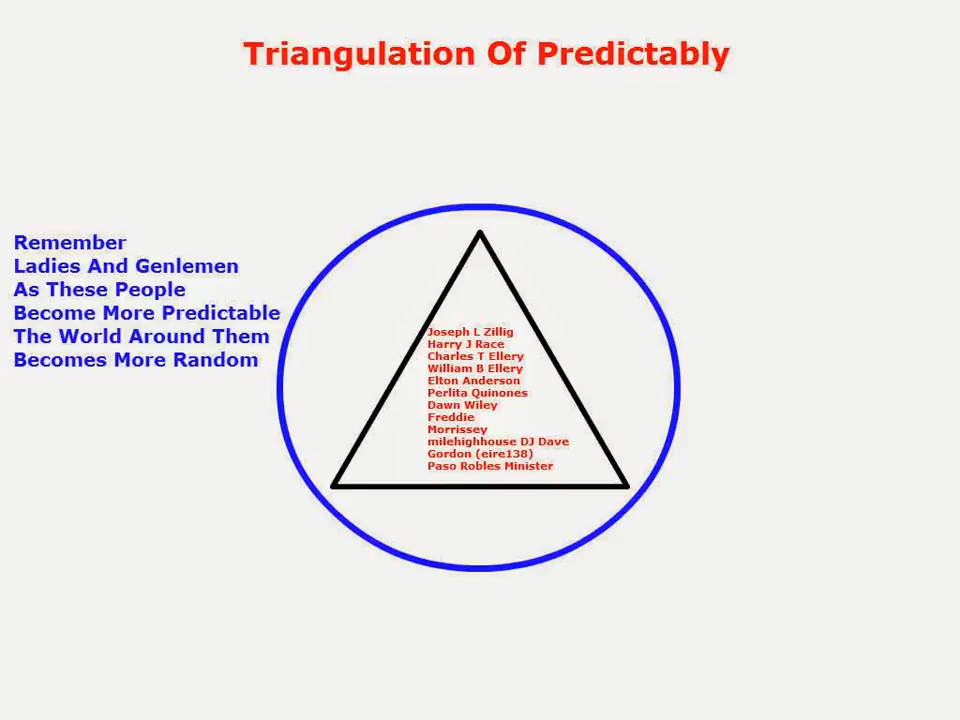 Triangulation Of Predictably
Remember
Ladies And Genlemen
As These People
Become More Predictable
The World Around Them
Becomes More Random
Joseph L Zillig
Harry J Race
Charles T Ellery
William B Ellery
Elton Anderson
Perlita Quinones
Dawn Wiley
Freddie
Morrissey
milehighhouse DJ Dave
Gordon (eire138)
Paso Robles Minister